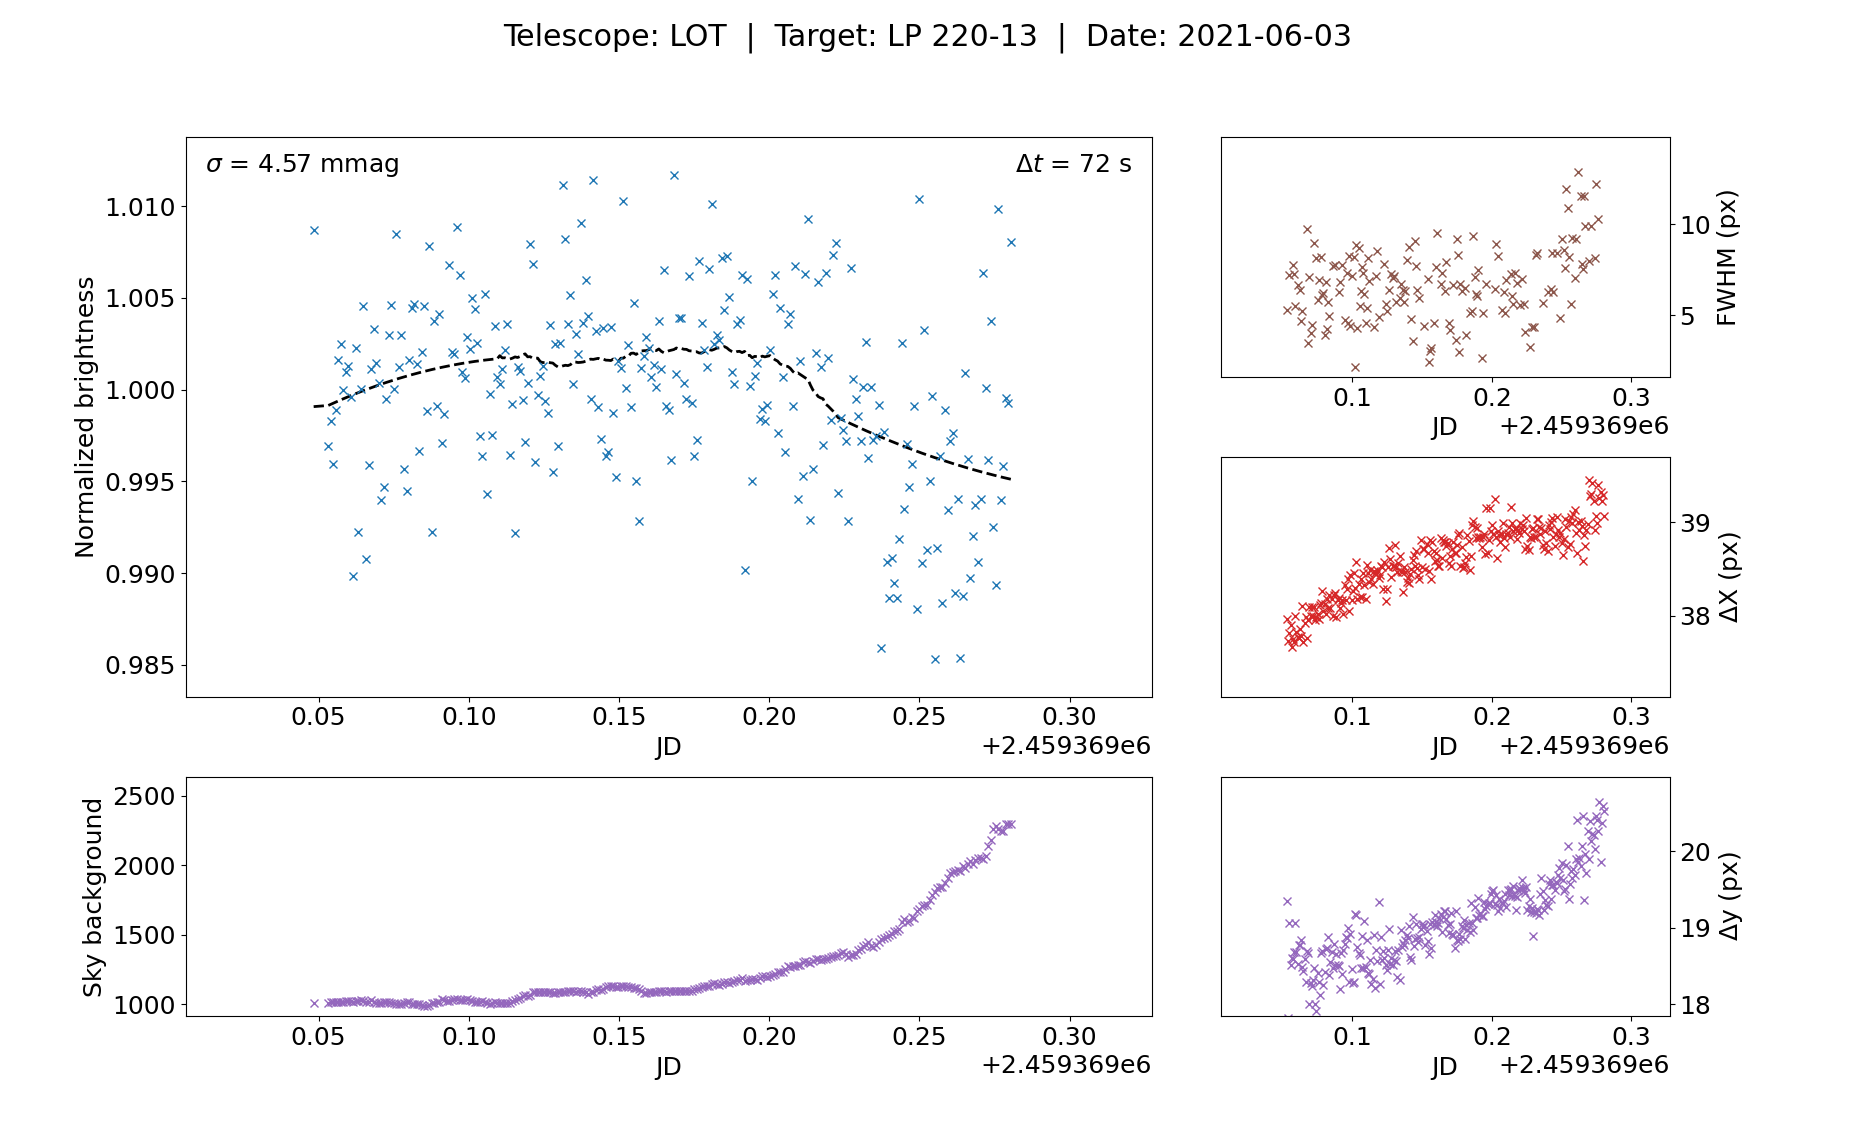 Telescope: LOT | Target: LP 220-13 | Date: 2021-06-03
σ = 4.57 mmag
Δt = 72 s
Normalized brightness
1.010
1.005
1.000
0.995
0.990
0.985
0.05 0.10 0.15 0.20 0.25 0.30
JD
+2.459369e6
FWHM (px)
10
5
0.1 0.2 0.3
JD
+2.459369e6
ΔX (px)
39
38
0.1 0.2 0.3
JD
+2.459369e6
Sky background
2500
2000
1500
1000
0.05 0.10 0.15 0.20 0.25 0.30
JD
+2.459369e6
Δy (px)
20
19
18
0.1 0.2 0.3
JD
+2.459369e6